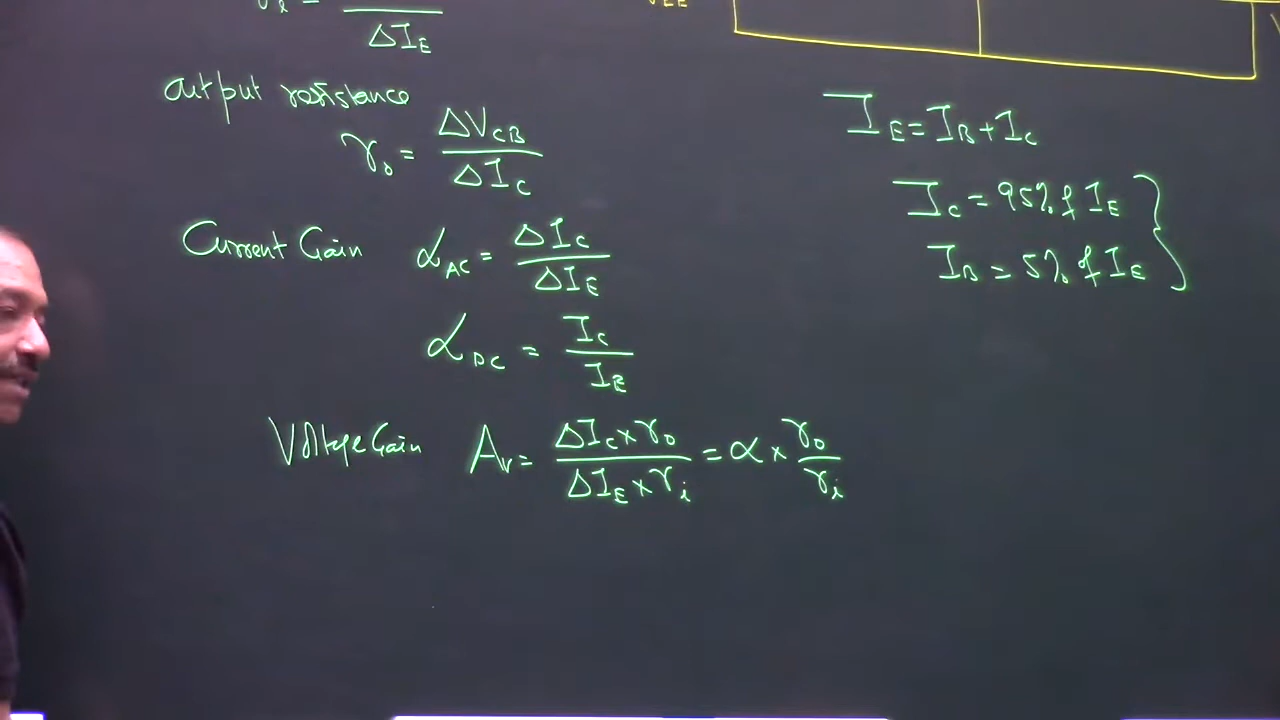 ΔI_E
V_EE
output resistance
r_o = ΔV_CB / ΔI_C
Current Gain α_AC = ΔI_C / ΔI_E
α_DC = I_C / I_E
Voltage Gain A_v = ΔI_C × r_o / ΔI_E × r_i = α × r_o / r_i
I_E = I_B + I_C
I_C = 95% of I_E
I_B = 5% of I_E